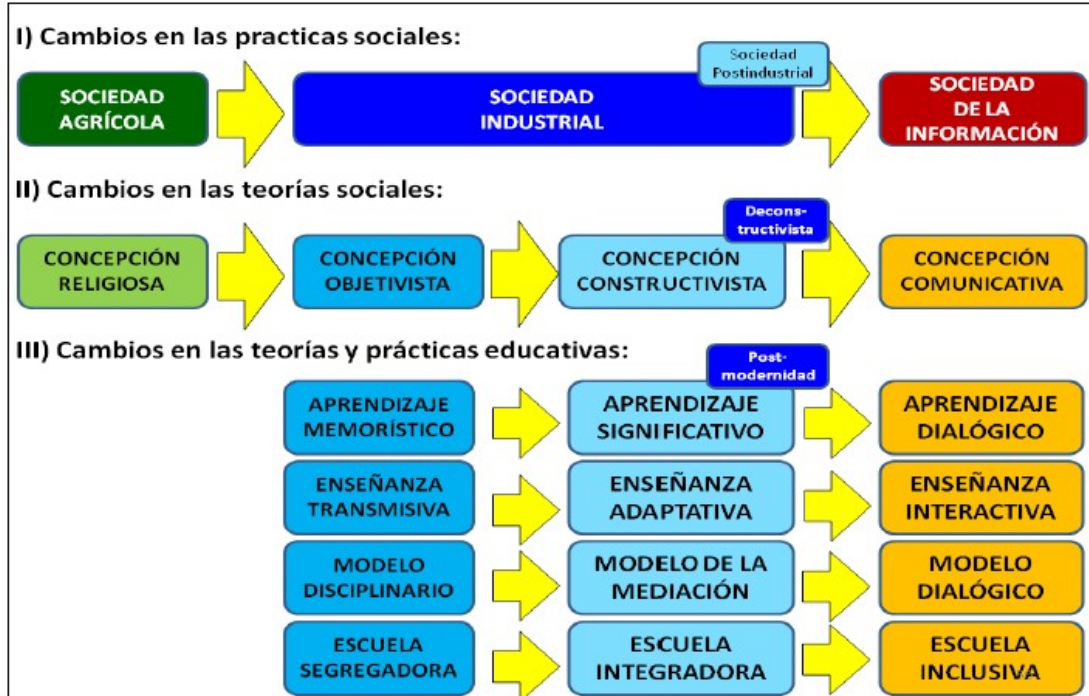 I) Cambios en las practicas sociales:
Sociedad
Postindustrial
SOCIEDAD
AGRÍCOLA
SOCIEDAD
INDUSTRIAL
SOCIEDAD
DE LA
INFORMACIÓN
II) Cambios en las teorías sociales:
Decons-
tructivista
CONCEPCIÓN
RELIGIOSA
CONCEPCIÓN
OBJETIVISTA
CONCEPCIÓN
CONSTRUCTIVISTA
CONCEPCIÓN
COMUNICATIVA
III) Cambios en las teorías y prácticas educativas:
Post-
modernidad
APRENDIZAJE
MEMORÍSTICO
APRENDIZAJE
SIGNIFICATIVO
APRENDIZAJE
DIALÓGICO
ENSEÑANZA
TRANSMISIVA
ENSEÑANZA
ADAPTATIVA
ENSEÑANZA
INTERACTIVA
MODELO
DISCIPLINARIO
MODELO DE LA
MEDIACIÓN
MODELO
DIALÓGICO
ESCUELA
SEGREGADORA
ESCUELA
INTEGRADORA
ESCUELA
INCLUSIVA